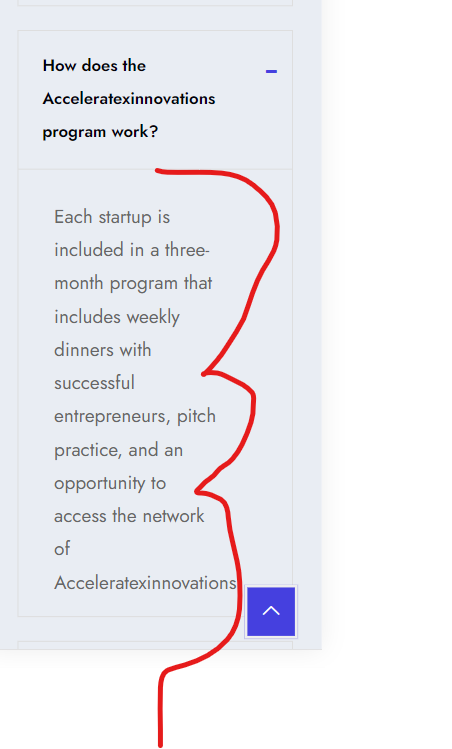 How does the
Acceleratexinnovations
program work?
Each startup is
included in a three-
month program that
includes weekly
dinners with
successful
entrepreneurs, pitch
practice, and an
opportunity to
access the network
of
Acceleratexinnovations